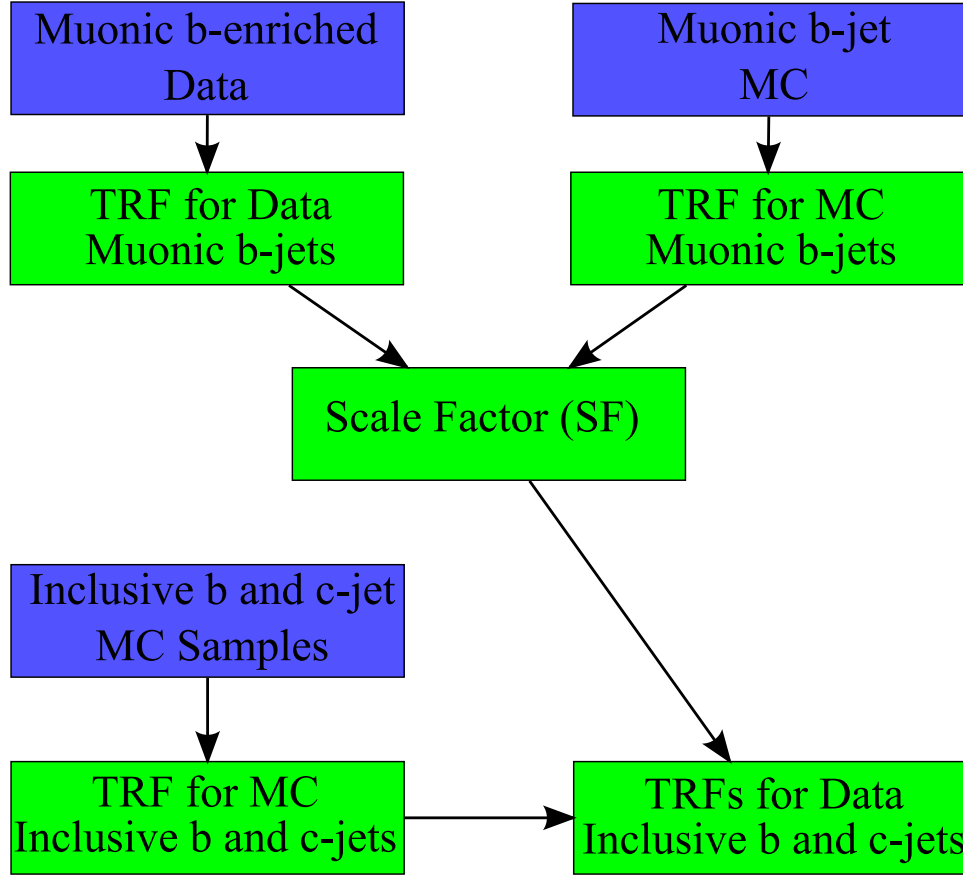 Muonic b-enriched
Data
Muonic b-jet
MC
TRF for Data
Muonic b-jets
TRF for MC
Muonic b-jets
Scale Factor (SF)
Inclusive b and c-jet
MC Samples
TRF for MC
Inclusive b and c-jets
TRFs for Data
Inclusive b and c-jets